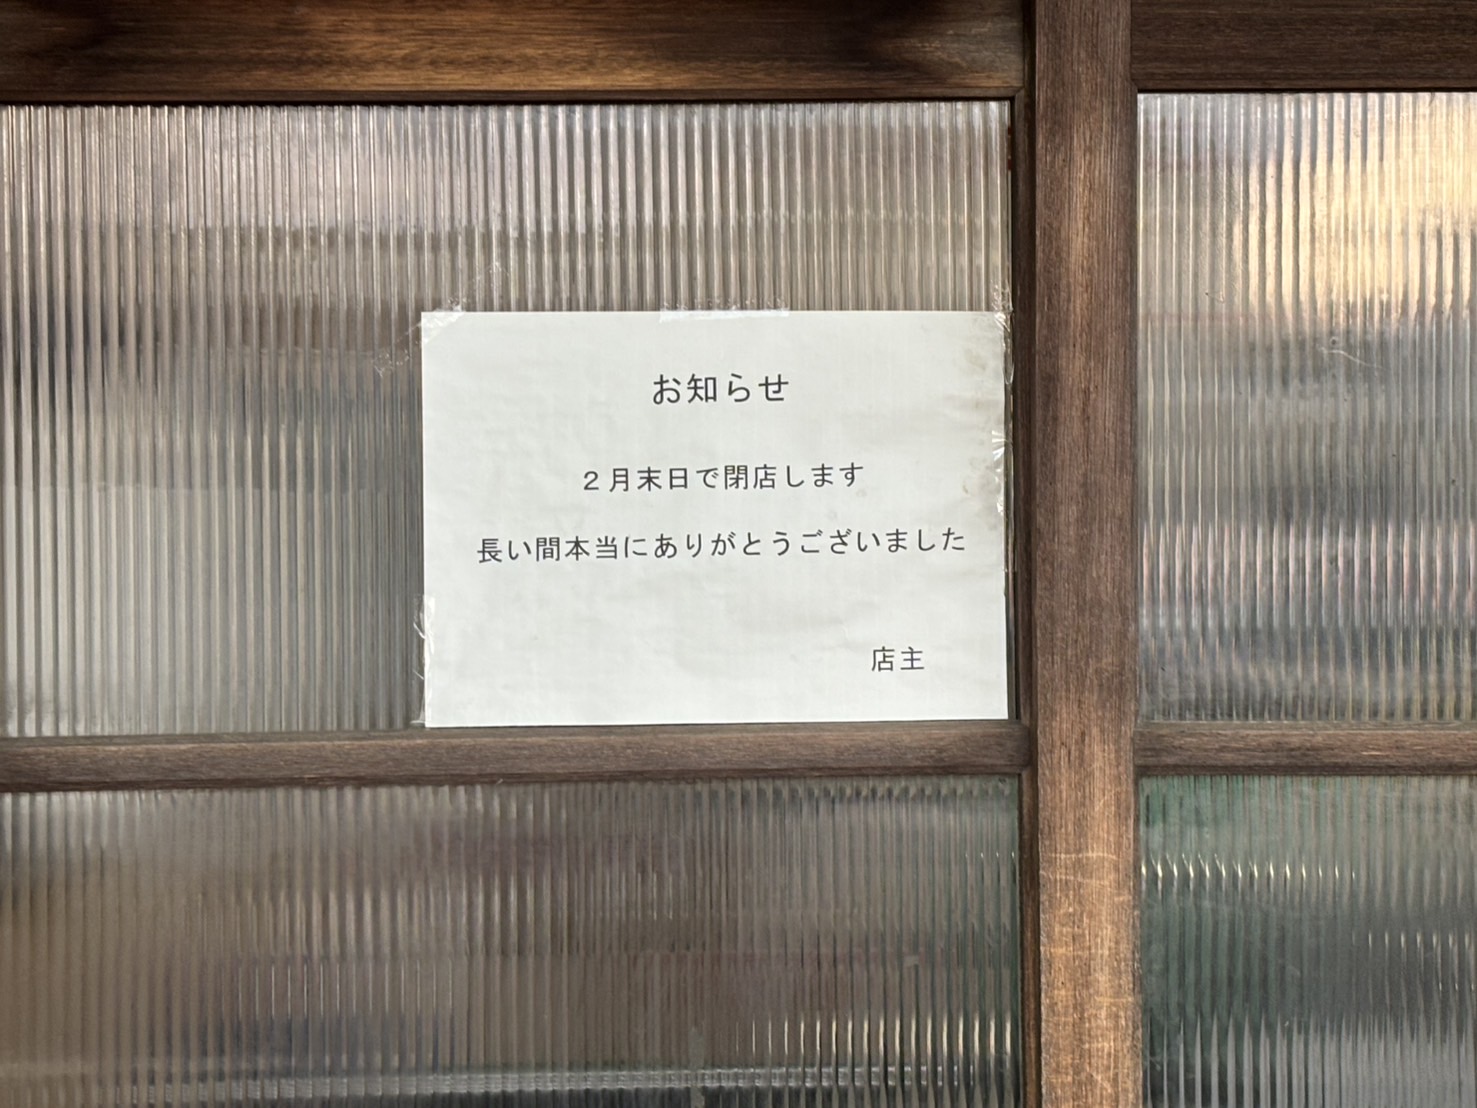 お知らせ
２月末日で閉店します
長い間本当にありがとうございました
店主